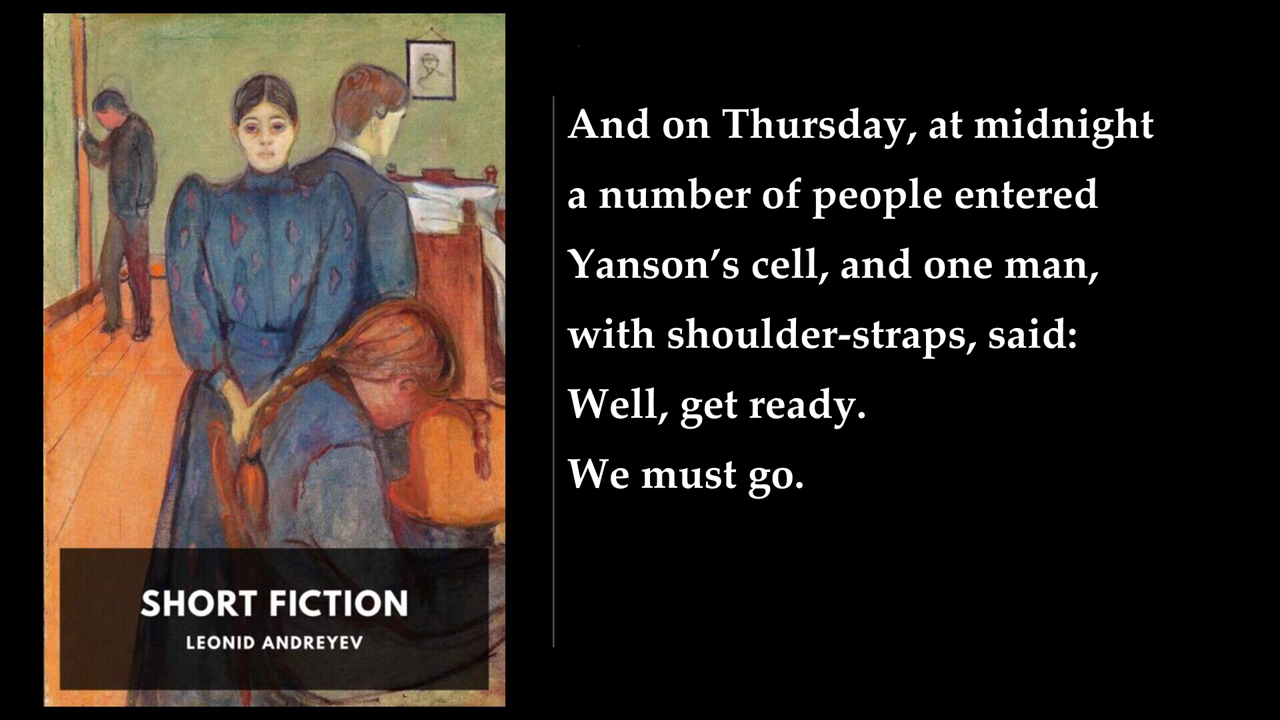 SHORT FICTION
LEONID ANDREYEV
And on Thursday, at midnight
a number of people entered
Yanson’s cell, and one man,
with shoulder-straps, said:
Well, get ready.
We must go.